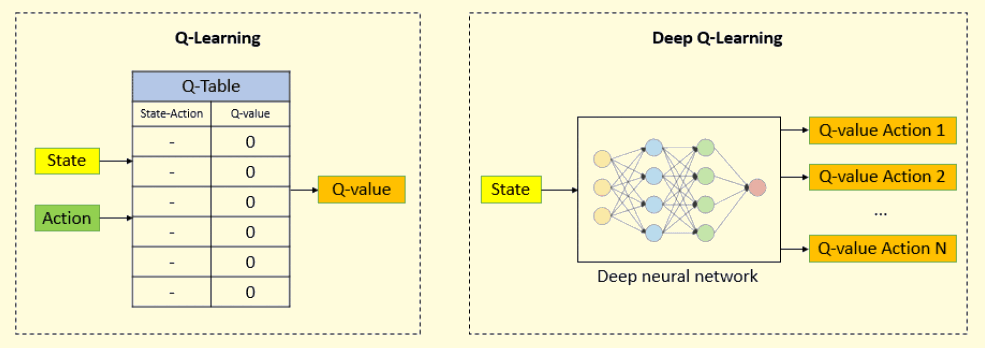 Q-Learning
Q-Table
State-Action Q-value
- 0
- 0
- 0
- 0
- 0
- 0
State
Action
Q-value
Deep Q-Learning
State
Deep neural network
Q-value Action 1
Q-value Action 2
...
Q-value Action N